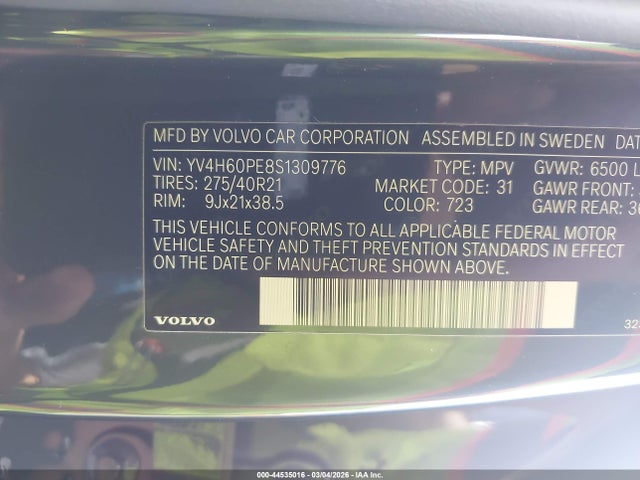 MFD BY VOLVO CAR CORPORATION ASSEMBLED IN SWEDEN
VIN: YV4H60PE8S1309776 TYPE: MPV GVWR: 6500
TIRES: 275/40R21 MARKET CODE: 31 GAWR FRONT:
RIM: 9Jx21x38.5 COLOR: 723 GAWR REAR:
THIS VEHICLE CONFORMS TO ALL APPLICABLE FEDERAL MOTOR
VEHICLE SAFETY AND THEFT PREVENTION STANDARDS IN EFFECT
ON THE DATE OF MANUFACTURE SHOWN ABOVE.
VOLVO
000-44535016 - 03/04/2026 - IAAI.com